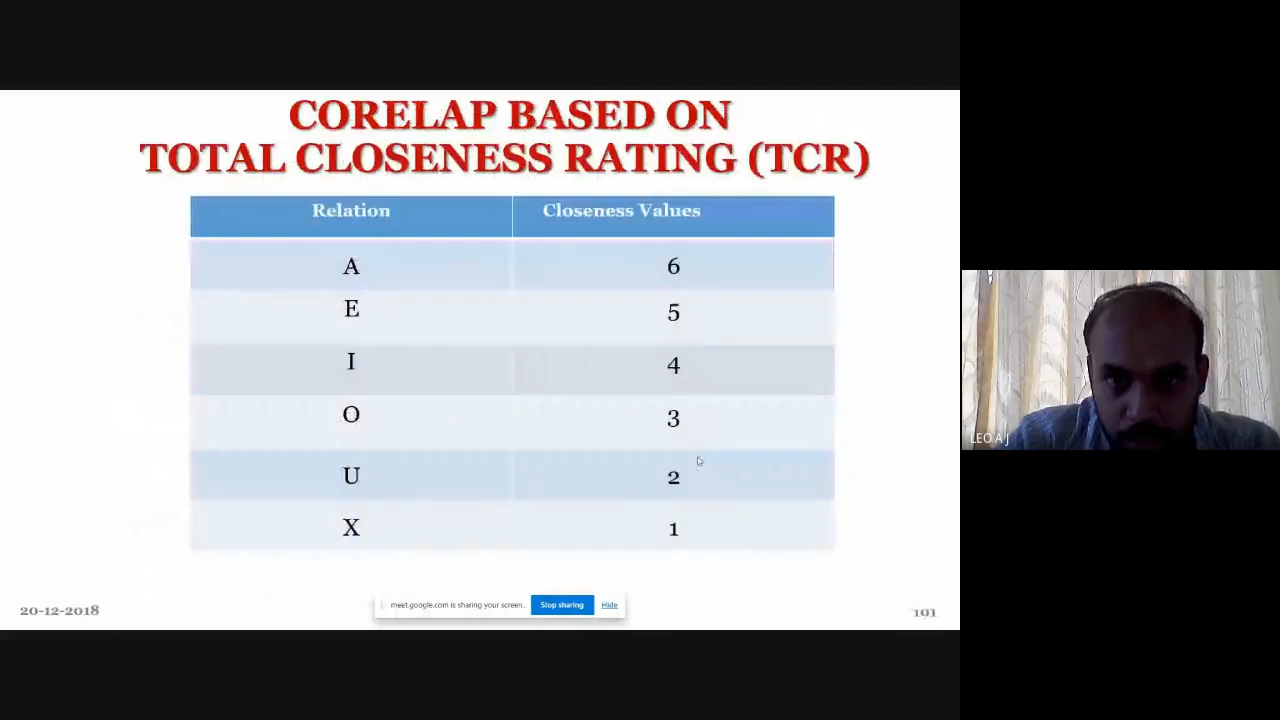 CORELAP BASED ON
TOTAL CLOSENESS RATING (TCR)
Relation Closeness Values
A 6
E 5
I 4
O 3
U 2
X 1
20-12-2018
meet.google.com is sharing your screen.
Stop sharing
Hide
191
LEO A J